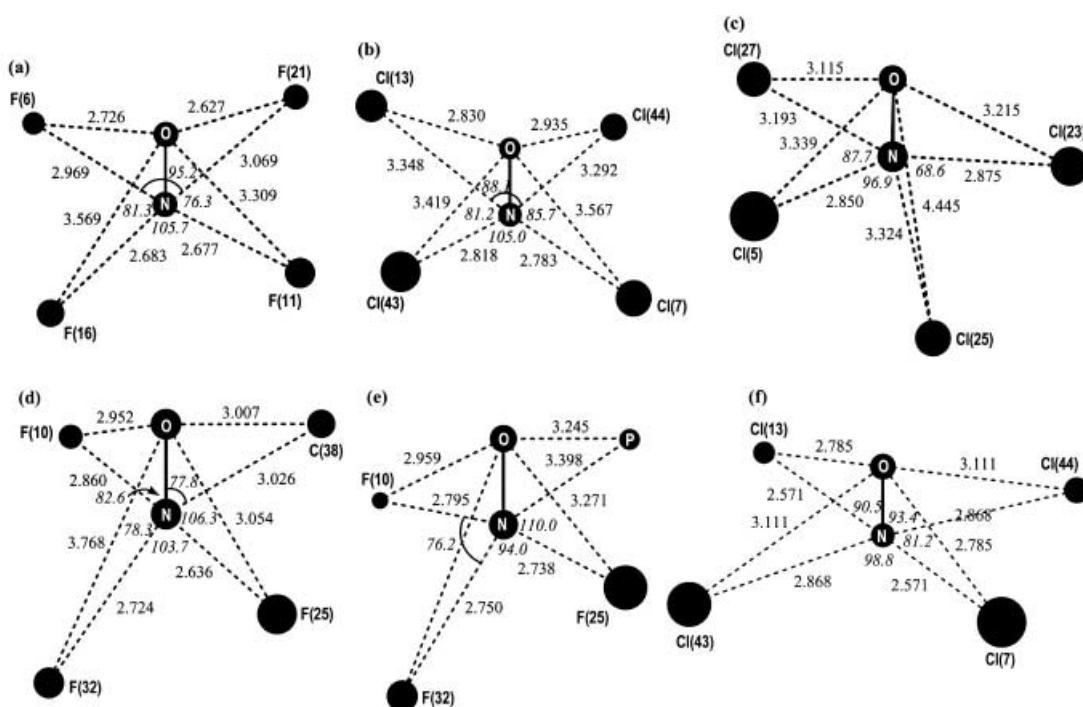 (a)
F(6)
F(21)
2.726
2.627
O
2.969
95.2
3.069
81.3
76.3
3.309
3.569
N
105.7
2.683
2.677
F(16)
F(11)
(b)
Cl(13)
Cl(44)
2.830
2.935
O
3.348
3.292
88.1
3.419
81.2
N
85.7
3.567
105.0
2.818
2.783
Cl(43)
Cl(7)
(c)
Cl(27)
3.115
O
3.193
3.215
3.339
Cl(23)
87.7
N
68.6
2.875
96.9
2.850
4.445
Cl(5)
3.324
Cl(25)
(d)
F(10)
2.952
O
3.007
C(38)
2.860
77.8
3.026
82.6
N
106.3
78.3
3.054
103.7
3.768
2.636
2.724
F(25)
F(32)
(e)
3.245
O
P
2.959
3.398
F(10)
2.795
3.271
N
110.0
76.2
94.0
2.738
2.750
F(25)
F(32)
(f)
Cl(13)
2.785
O
3.111
Cl(44)
2.571
90.5
93.4
2.868
3.111
N
81.2
2.785
98.8
2.868
2.571
Cl(43)
Cl(7)